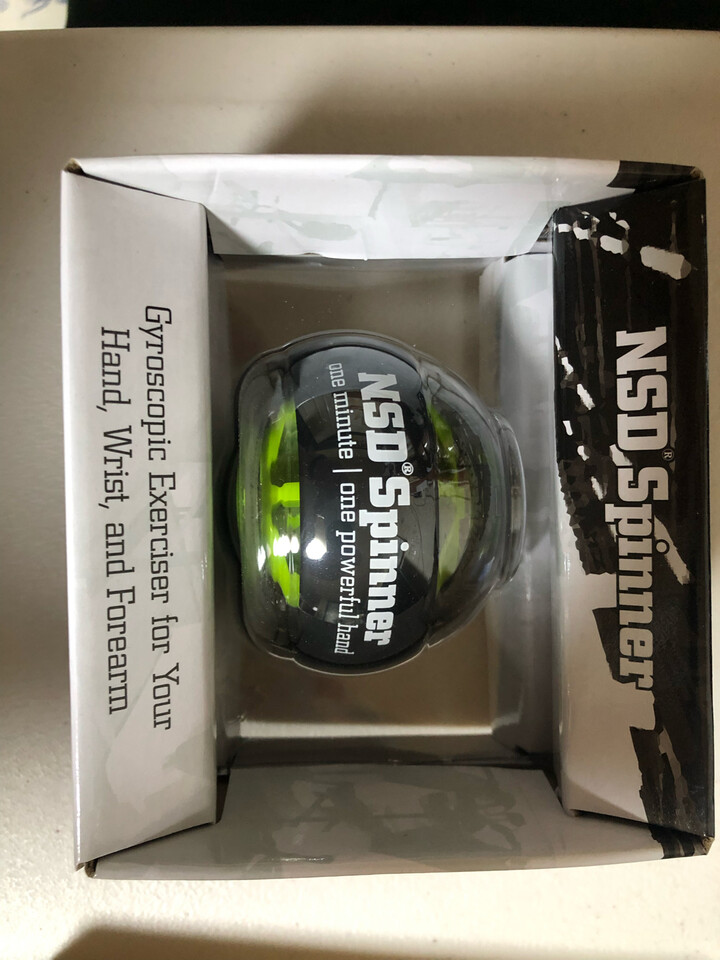 NSD® Spinner
NSD® Spinner
one minute | one powerful hand
Gyroscopic Exerciser for Your
Hand, Wrist, and Forearm